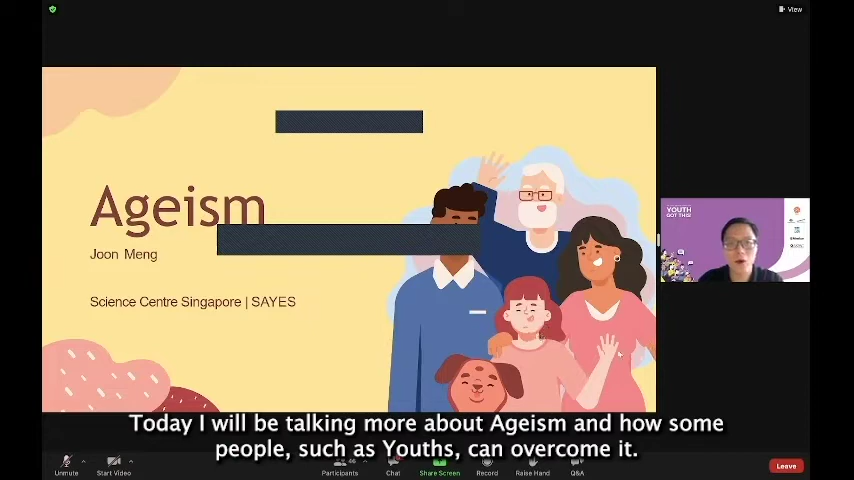 View
Ageism
Joon Meng
Science Centre Singapore | SAYES
YOUTH
GOT THIS!
Today I will be talking more about Ageism and how some
people, such as Youths, can overcome it.
Unmute
Start Video
Participants
Chat
Share Screen
Record
Raise Hand
Q&A
Leave